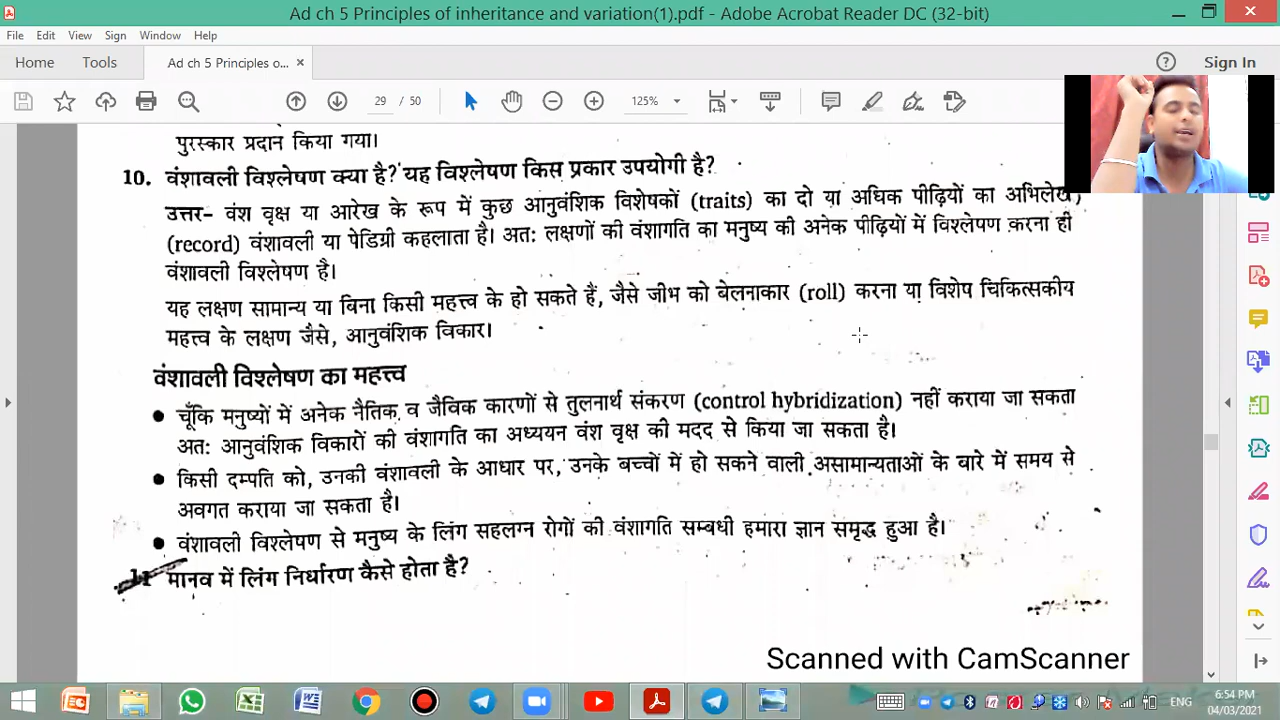 Ad ch 5 Principles of inheritance and variation(1).pdf - Adobe Acrobat Reader DC (32-bit)
File Edit View Sign Window Help
Home Tools Ad ch 5 Principles o... × Sign In
29 / 50 125%
पुरस्कार प्रदान किया गया।
10. वंशावली विश्लेषण क्या है? यह विश्लेषण किस प्रकार उपयोगी है?
उत्तर– वंश वृक्ष या आरेख के रूप में कुछ आनुवंशिक विशेषकों (traits) का दो या अधिक पीढ़ियों का अभिलेख
(record) वंशावली या पेडिग्री कहलाता है। अत: लक्षणों की वंशागति का मनुष्य की अनेक पीढ़ियों में विश्लेषण करना ही
वंशावली विश्लेषण है।
यह लक्षण सामान्य या बिना किसी महत्त्व के हो सकते हैं, जैसे जीभ को बेलनाकार (roll) करना या विशेष चिकित्सकीय
महत्त्व के लक्षण जैसे, आनुवंशिक विकार।
वंशावली विश्लेषण का महत्त्व
● चूँकि मनुष्यों में अनेक नैतिक व जैविक कारणों से तुलनार्थ संकरण (control hybridization) नहीं कराया जा सकता
अत: आनुवंशिक विकारों की वंशागति का अध्ययन वंश वृक्ष की मदद से किया जा सकता है।
● किसी दम्पति को, उनकी वंशावली के आधार पर, उनके बच्चों में हो सकने वाली असामान्यताओं के बारे में समय से
अवगत कराया जा सकता है।
● वंशावली विश्लेषण से मनुष्य के लिंग सहलग्न रोगों की वंशागति सम्बधी हमारा ज्ञान समृद्ध हुआ है।
11 मानव में लिंग निर्धारण कैसे होता है?
Scanned with CamScanner
ENG
6:54 PM
04/03/2021